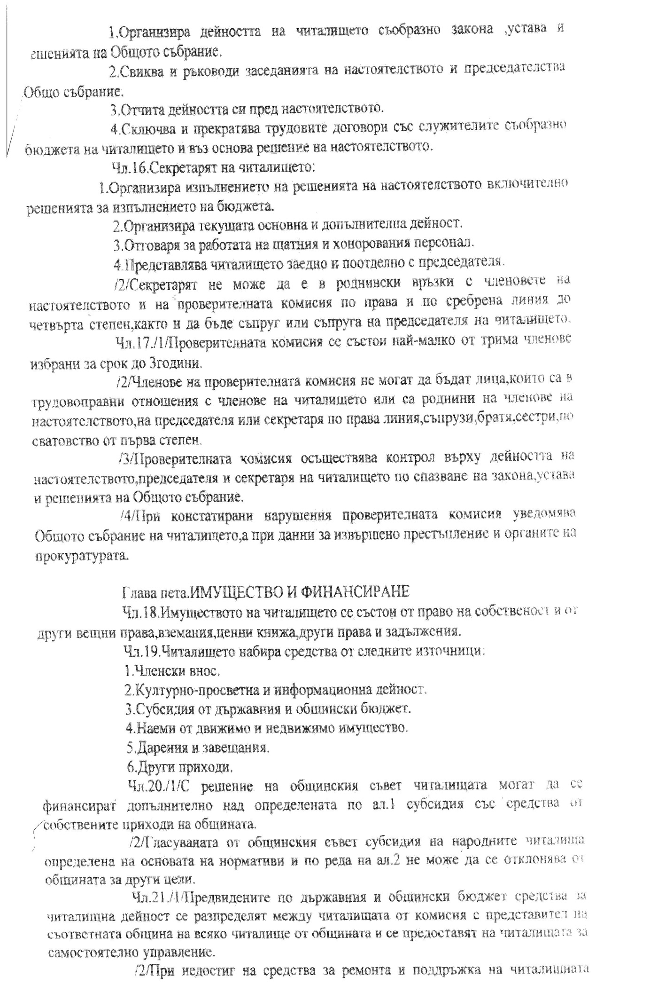 1.Организира дейността на читалището съобразно закона ,устава и
ешенията на Общото събрание.
2.Свиква и ръководи заседанията на настоятелството и председателства
Общо събрание.
3.Отчита дейността си пред настоятелството.
4.Сключва и прекратява трудовите договори със служителите съобразно
бюджета на читалището и въз основа решение на настоятелството.
Чл.16.Секретарят на читалището:
1.Организира изпълнението на решенията на настоятелството включително
решенията за изпълнението на бюджета.
2.Организира текущата основна и допълнителна дейност.
3.Отговаря за работата на щатния и хонорования персонал.
4.Представлява читалището заедно и поотделно с председателя.
/2/Секретарят не може да е в роднински връзки с членовете на
настоятелството и на проверителната комисия по права и по сребрена линия до
четвърта степен,както и да бъде съпруг или съпруга на председателя на читалището.
Чл.17./1/Проверителната комисия се състои най-малко от трима членове
избрани за срок до 3години.
/2/Членове на проверителната комисия не могат да бъдат лица,които са в
трудовоправни отношения с членове на читалището или са роднини на членове на
настоятелството,на председателя или секретаря по права линия,съпрузи,братя,сестри,по
сватовство от първа степен.
/3/Проверителната комисия осъществява контрол върху дейността на
настоятелството,председателя и секретаря на читалището по спазване на закона,устава
и решенията на Общото събрание.
/4/При констатирани нарушения проверителната комисия уведомява
Общото събрание на читалището,а при данни за извършено престъпление и органите на
прокуратурата.
Глава пета.ИМУЩЕСТВО И ФИНАНСИРАНЕ
Чл.18.Имуществото на читалището се състои от право на собственост и от
други вещни права,вземания,ценни книжа,други права и задължения.
Чл.19.Читалището набира средства от следните източници:
1.Членски внос.
2.Културно-просветна и информационна дейност.
3.Субсидия от държавния и общински бюджет.
4.Наеми от движимо и недвижимо имущество.
5.Дарения и завещания.
6.Други приходи.
Чл.20./1/С решение на общинския съвет читалищата могат да се
финансират допълнително над определената по ал.1 субсидия със средства от
собствените приходи на общината.
/2/Гласуваната от общинския съвет субсидия на народните читалища
определена на основата на нормативи и по реда на ал.2 не може да се отклонява от
общината за други цели.
Чл.21./1/Предвидените по държавния и общински бюджет средства за
читалищна дейност се разпределят между читалищата от комисия с представител на
съответната община на всяко читалище от общината и се предоставят на читалищата за
самостоятелно управление.
/2/При недостиг на средства за ремонта и поддръжка на читалищната